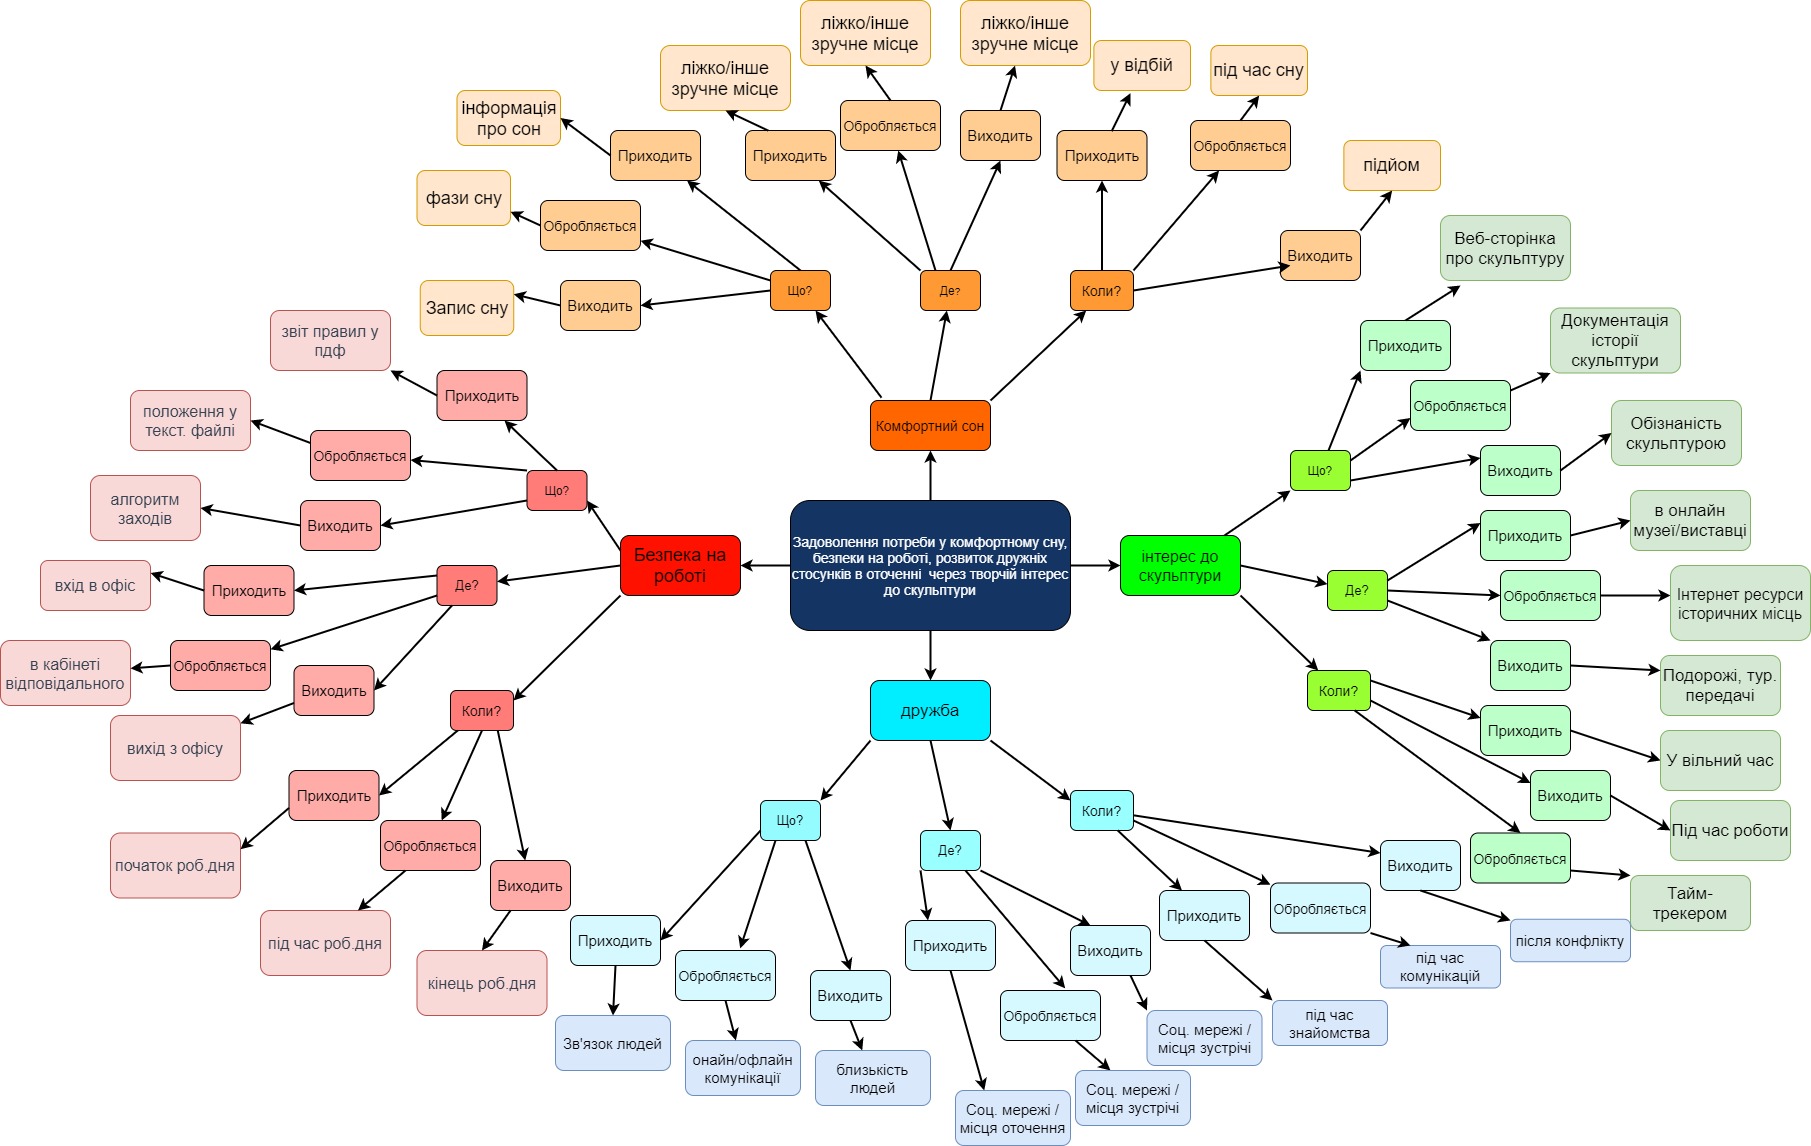 ліжко/інше
зручне місце
ліжко/інше
зручне місце
у відбій
під час сну
ліжко/інше
зручне місце
інформація
про сон
Приходить
Приходить
Обробляється
Виходить
Приходить
Обробляється
підйом
фази сну
Обробляється
Веб-сторінка
про скульптуру
Виходить
Що?
Де?
Коли?
Запис сну
Виходить
звіт правил у
пдф
Приходить
Документація
історії
скульптури
Приходить
Обробляється
положення у
текст. файлі
Комфортний сон
Обізнаність
скульптурою
Обробляється
Що?
Що?
Виходить
алгоритм
заходів
Виходить
в онлайн
музеї/виставці
Приходить
Задоволення потреби у комфортному сну,
безпеки на роботі, розвиток дружніх
стосунків в оточенні через творчій інтерес
до скульптури
Безпека на
роботі
інтерес до
скульптури
вхід в офіс
Приходить
Де?
Де?
Обробляється
Інтернет ресурси
історичних місць
в кабінеті
відповідального
Обробляється
Виходить
Виходить
Подорожі, тур.
передачі
Коли?
дружба
Коли?
вихід з офісу
Приходить
У вільний час
Приходить
Виходить
Під час роботи
Що?
Коли?
Обробляється
Де?
Обробляється
початок роб.дня
Виходить
Виходить
Тайм-
трекером
Приходить
Обробляється
під час роб.дня
Приходить
Приходить
Виходить
після конфлікту
під час
комунікацій
кінець роб.дня
Обробляється
Виходить
Обробляється
Зв'язок людей
Соц. мережі /
місця зустрічі
під час
знайомства
онайн/офлайн
комунікації
близькість
людей
Соц. мережі /
місця зустрічі
Соц. мережі /
місця оточення